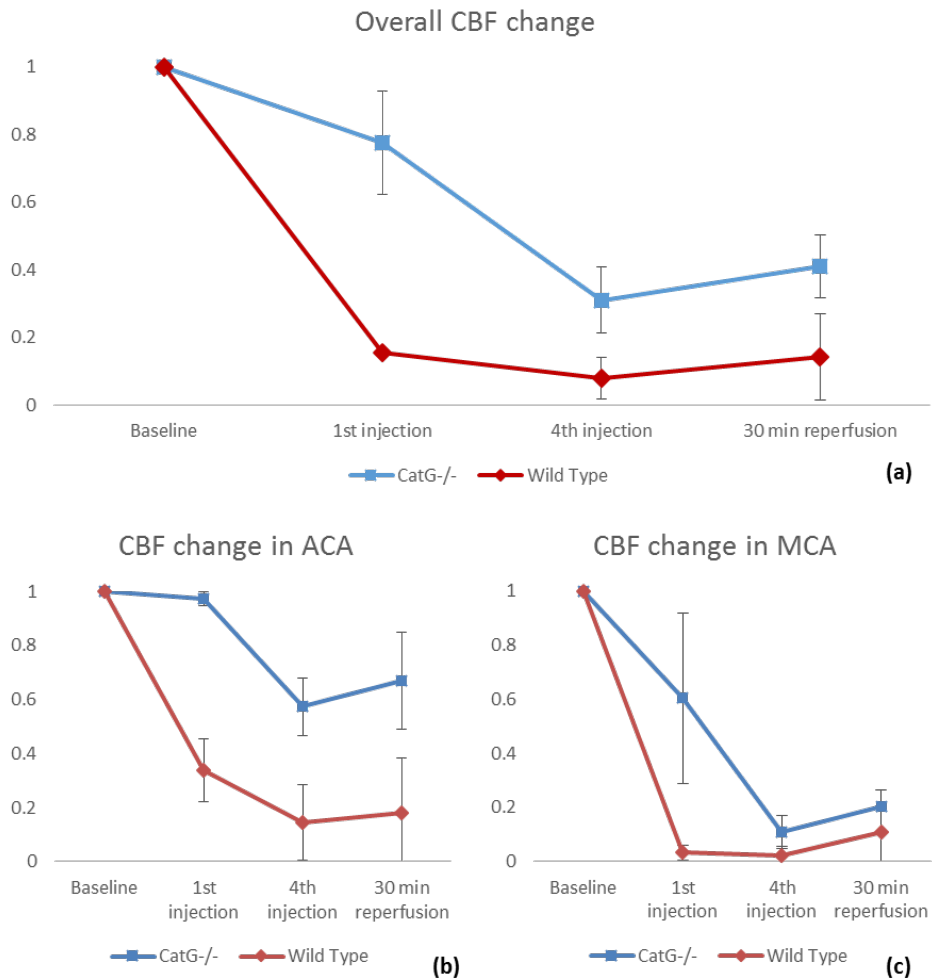 Overall CBF change
1
0.8
0.6
0.4
0.2
0
Baseline 1st injection 4th injection 30 min reperfusion
CatG-/- Wild Type (a)
CBF change in ACA
1
0.8
0.6
0.4
0.2
0
Baseline 1st 4th 30 min
injection injection reperfusion
CatG-/- Wild Type (b)
CBF change in MCA
1
0.8
0.6
0.4
0.2
0
Baseline 1st 4th 30 min
injection injection reperfusion
CatG-/- Wild Type (c)